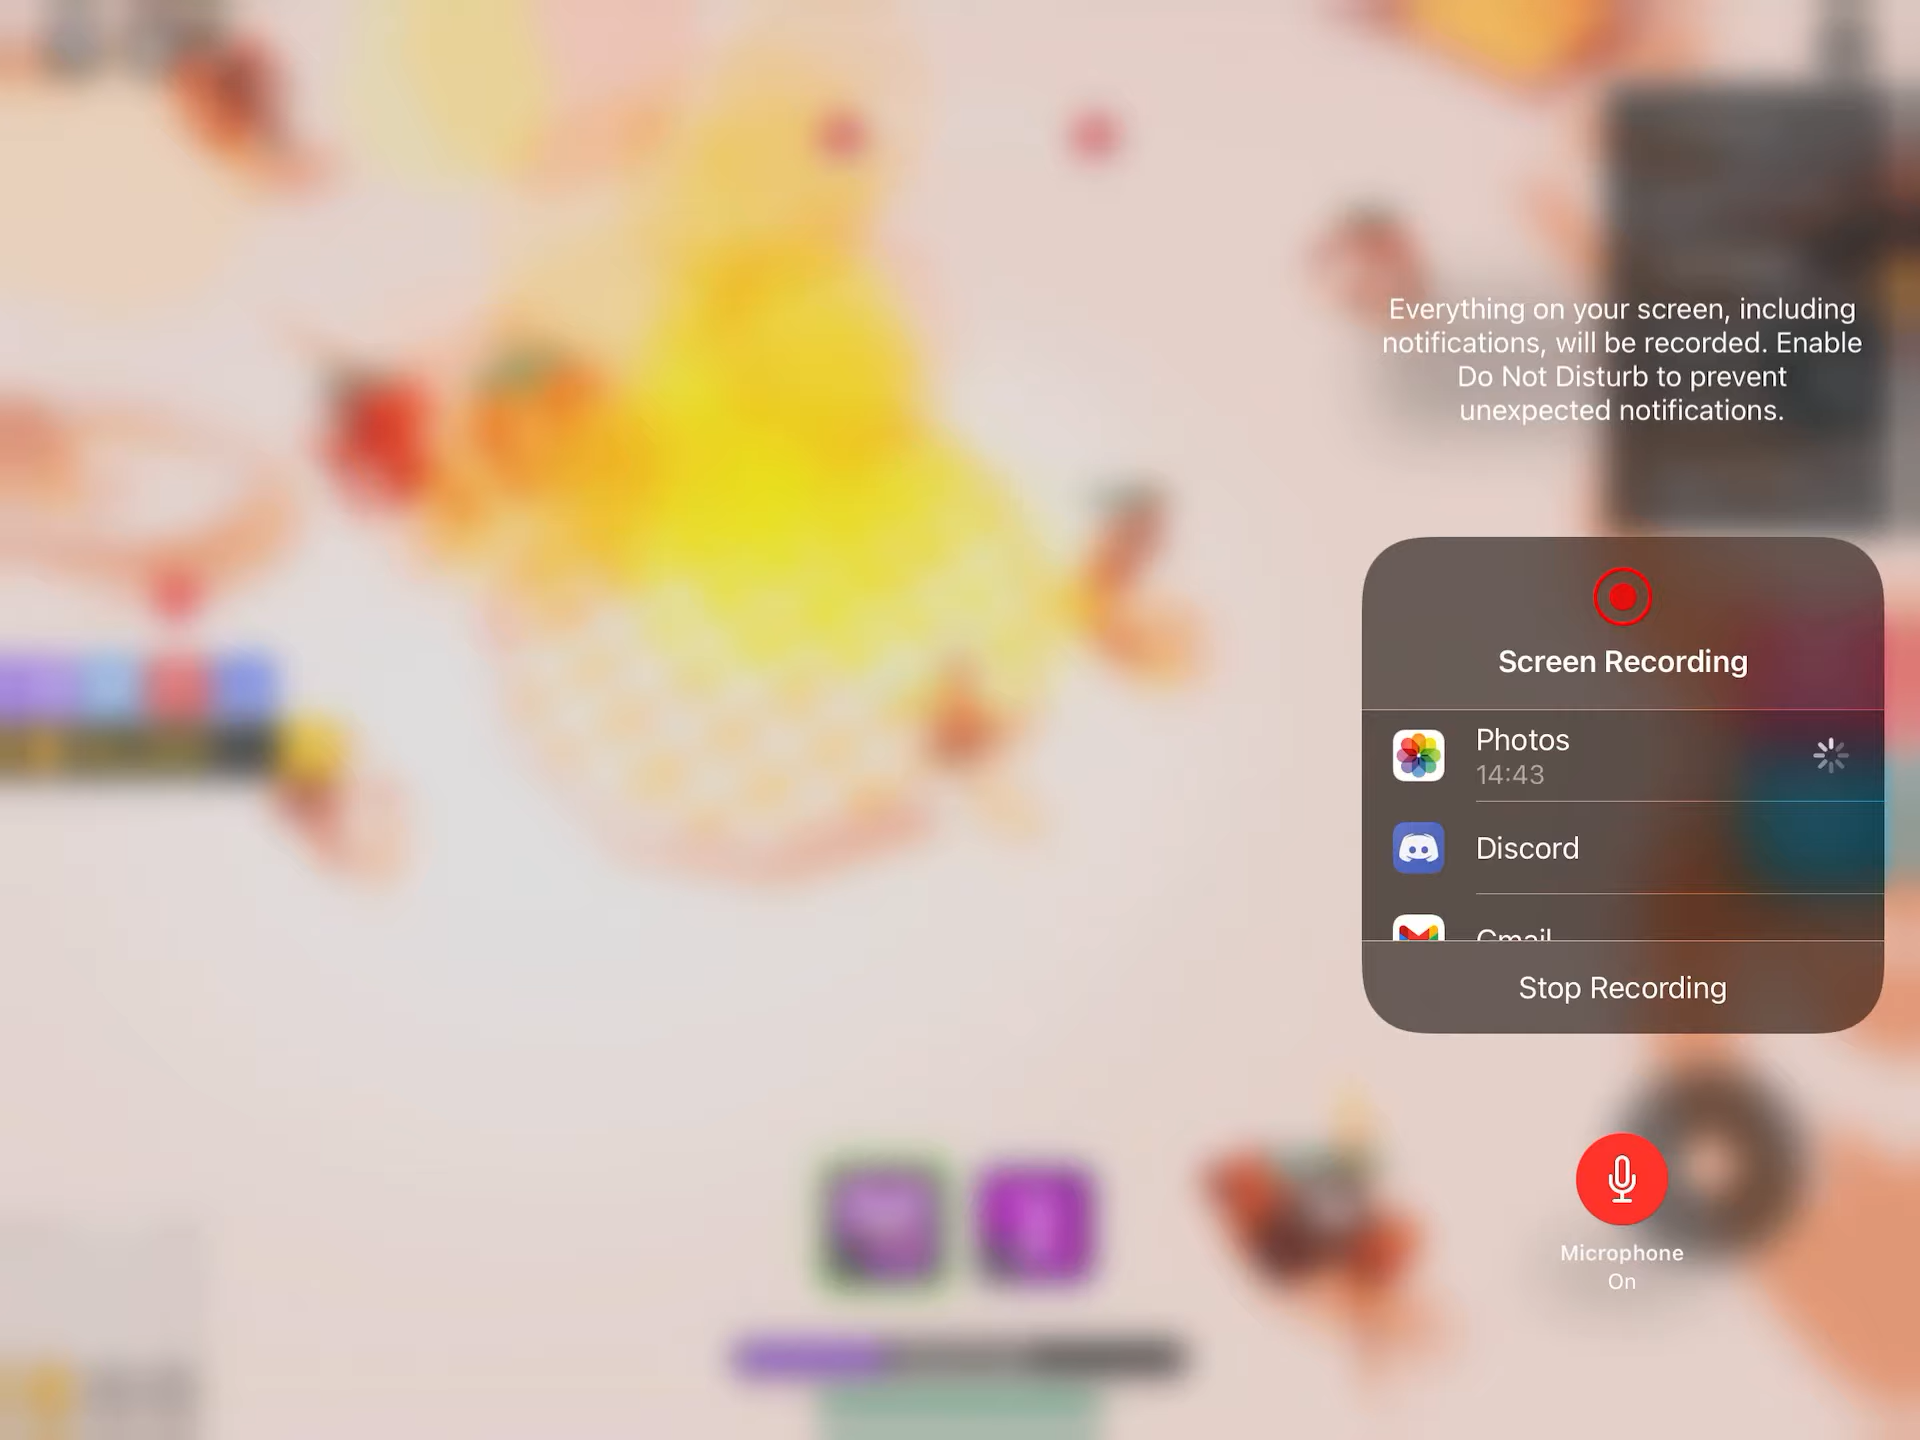 Everything on your screen, including
notifications, will be recorded. Enable
Do Not Disturb to prevent
unexpected notifications.
Screen Recording
Photos
14:43
Discord
Gmail
Stop Recording
Microphone
On